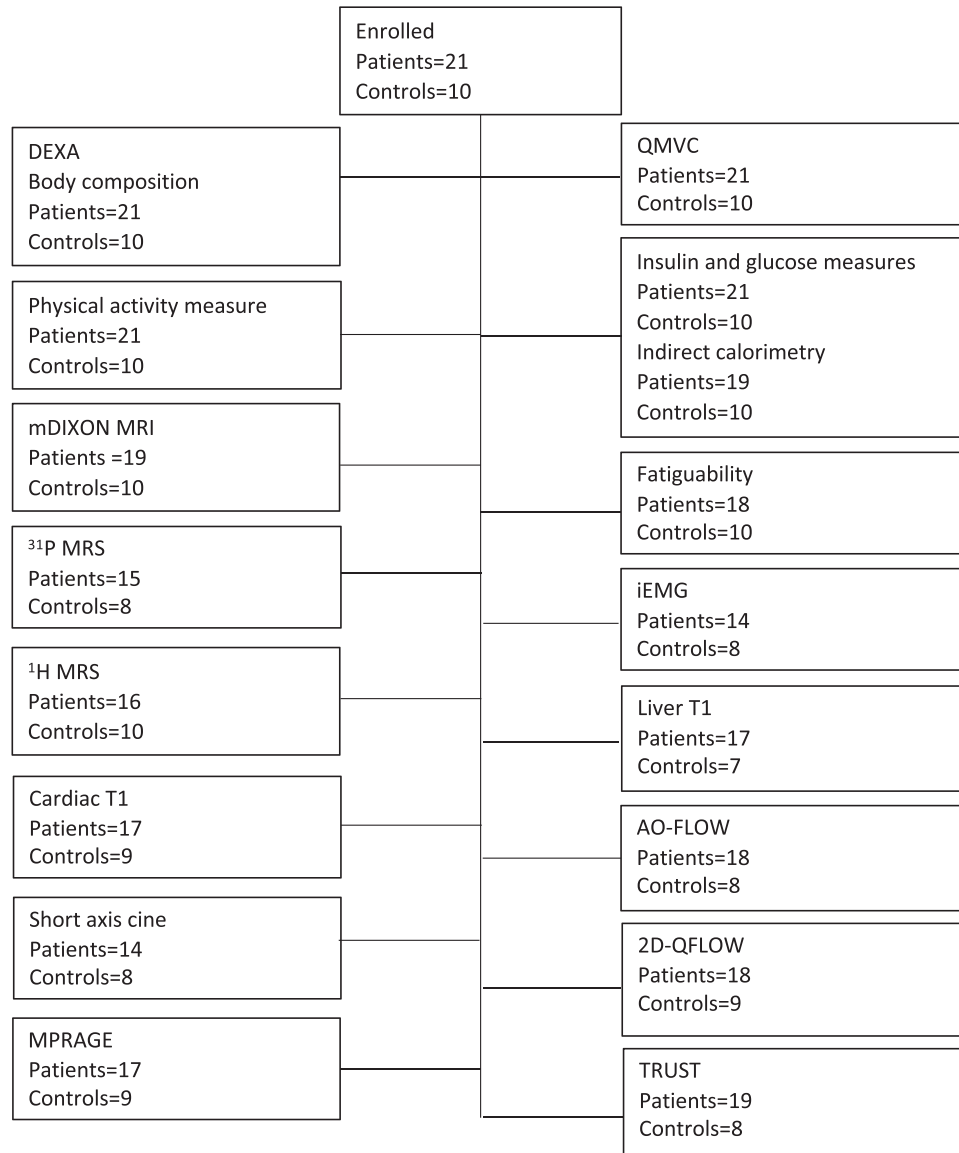 Enrolled
Patients=21
Controls=10
DEXA
Body composition
Patients=21
Controls=10
Physical activity measure
Patients=21
Controls=10
mDIXON MRI
Patients =19
Controls=10
³¹P MRS
Patients=15
Controls=8
¹H MRS
Patients=16
Controls=10
Cardiac T1
Patients=17
Controls=9
Short axis cine
Patients=14
Controls=8
MPRAGE
Patients=17
Controls=9
QMVC
Patients=21
Controls=10
Insulin and glucose measures
Patients=21
Controls=10
Indirect calorimetry
Patients=19
Controls=10
Fatiguability
Patients=18
Controls=10
iEMG
Patients=14
Controls=8
Liver T1
Patients=17
Controls=7
AO-FLOW
Patients=18
Controls=8
2D-QFLOW
Patients=18
Controls=9
TRUST
Patients=19
Controls=8